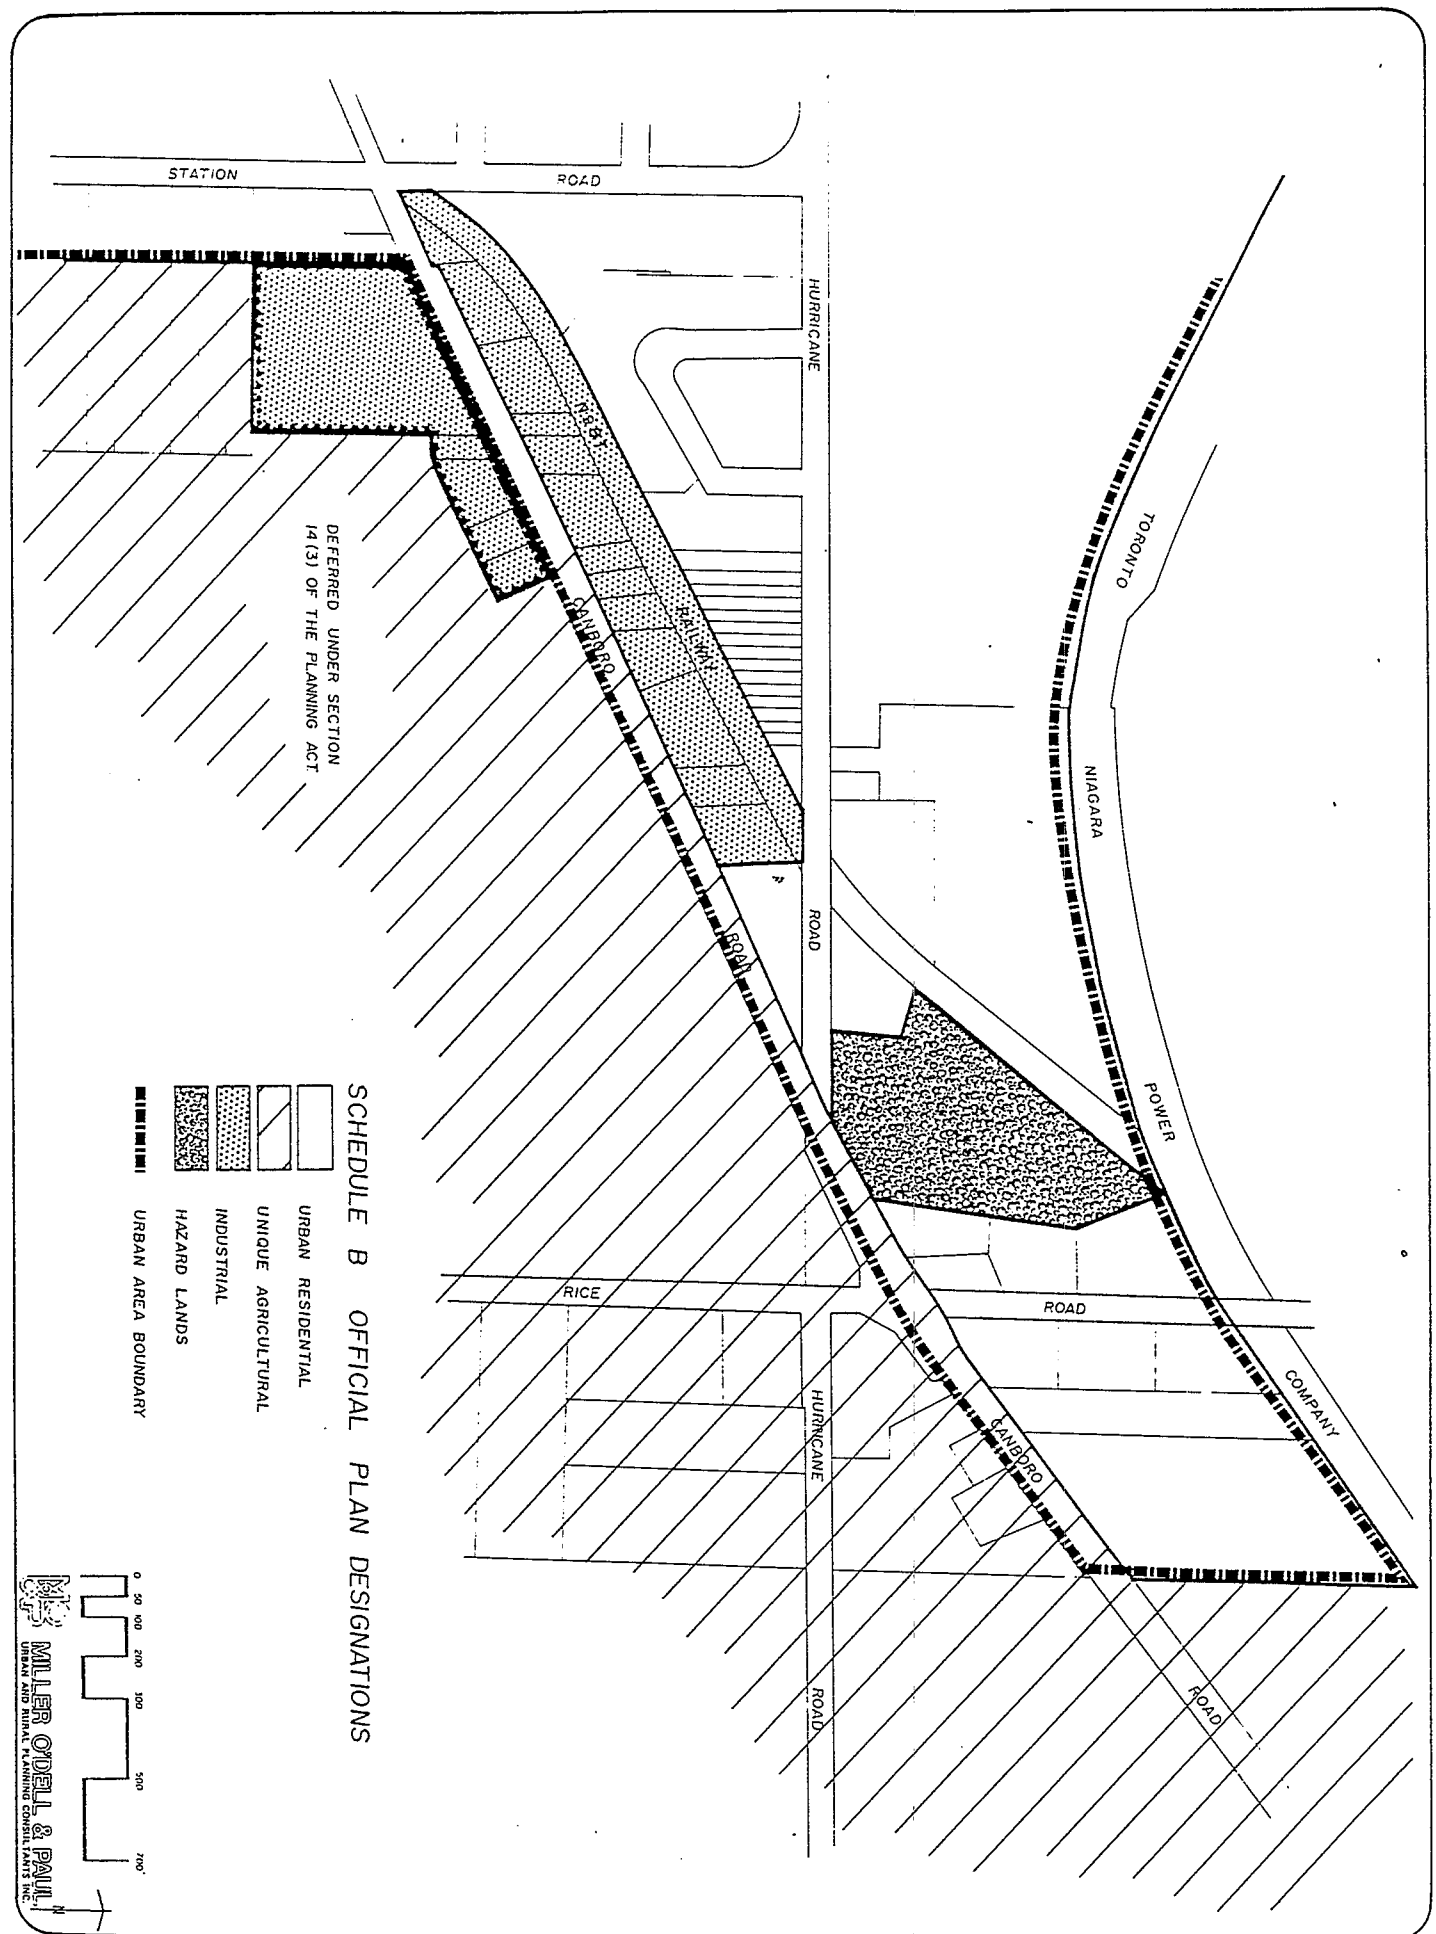 STATION
ROAD
HURRICANE
TORONTO
N.S.&T.
RAILWAY
CANBORO
NIAGARA
DEFERRED UNDER SECTION
14(3) OF THE PLANNING ACT.
ROAD
ROAD
POWER
RICE
ROAD
COMPANY
HURRICANE
CANBORO
ROAD
ROAD
SCHEDULE B OFFICIAL PLAN DESIGNATIONS
URBAN RESIDENTIAL
UNIQUE AGRICULTURAL
INDUSTRIAL
HAZARD LANDS
URBAN AREA BOUNDARY
0 50 100 200 300 500 700'
MILLER O'DELL & PAUL
URBAN AND RURAL PLANNING CONSULTANTS INC.
N